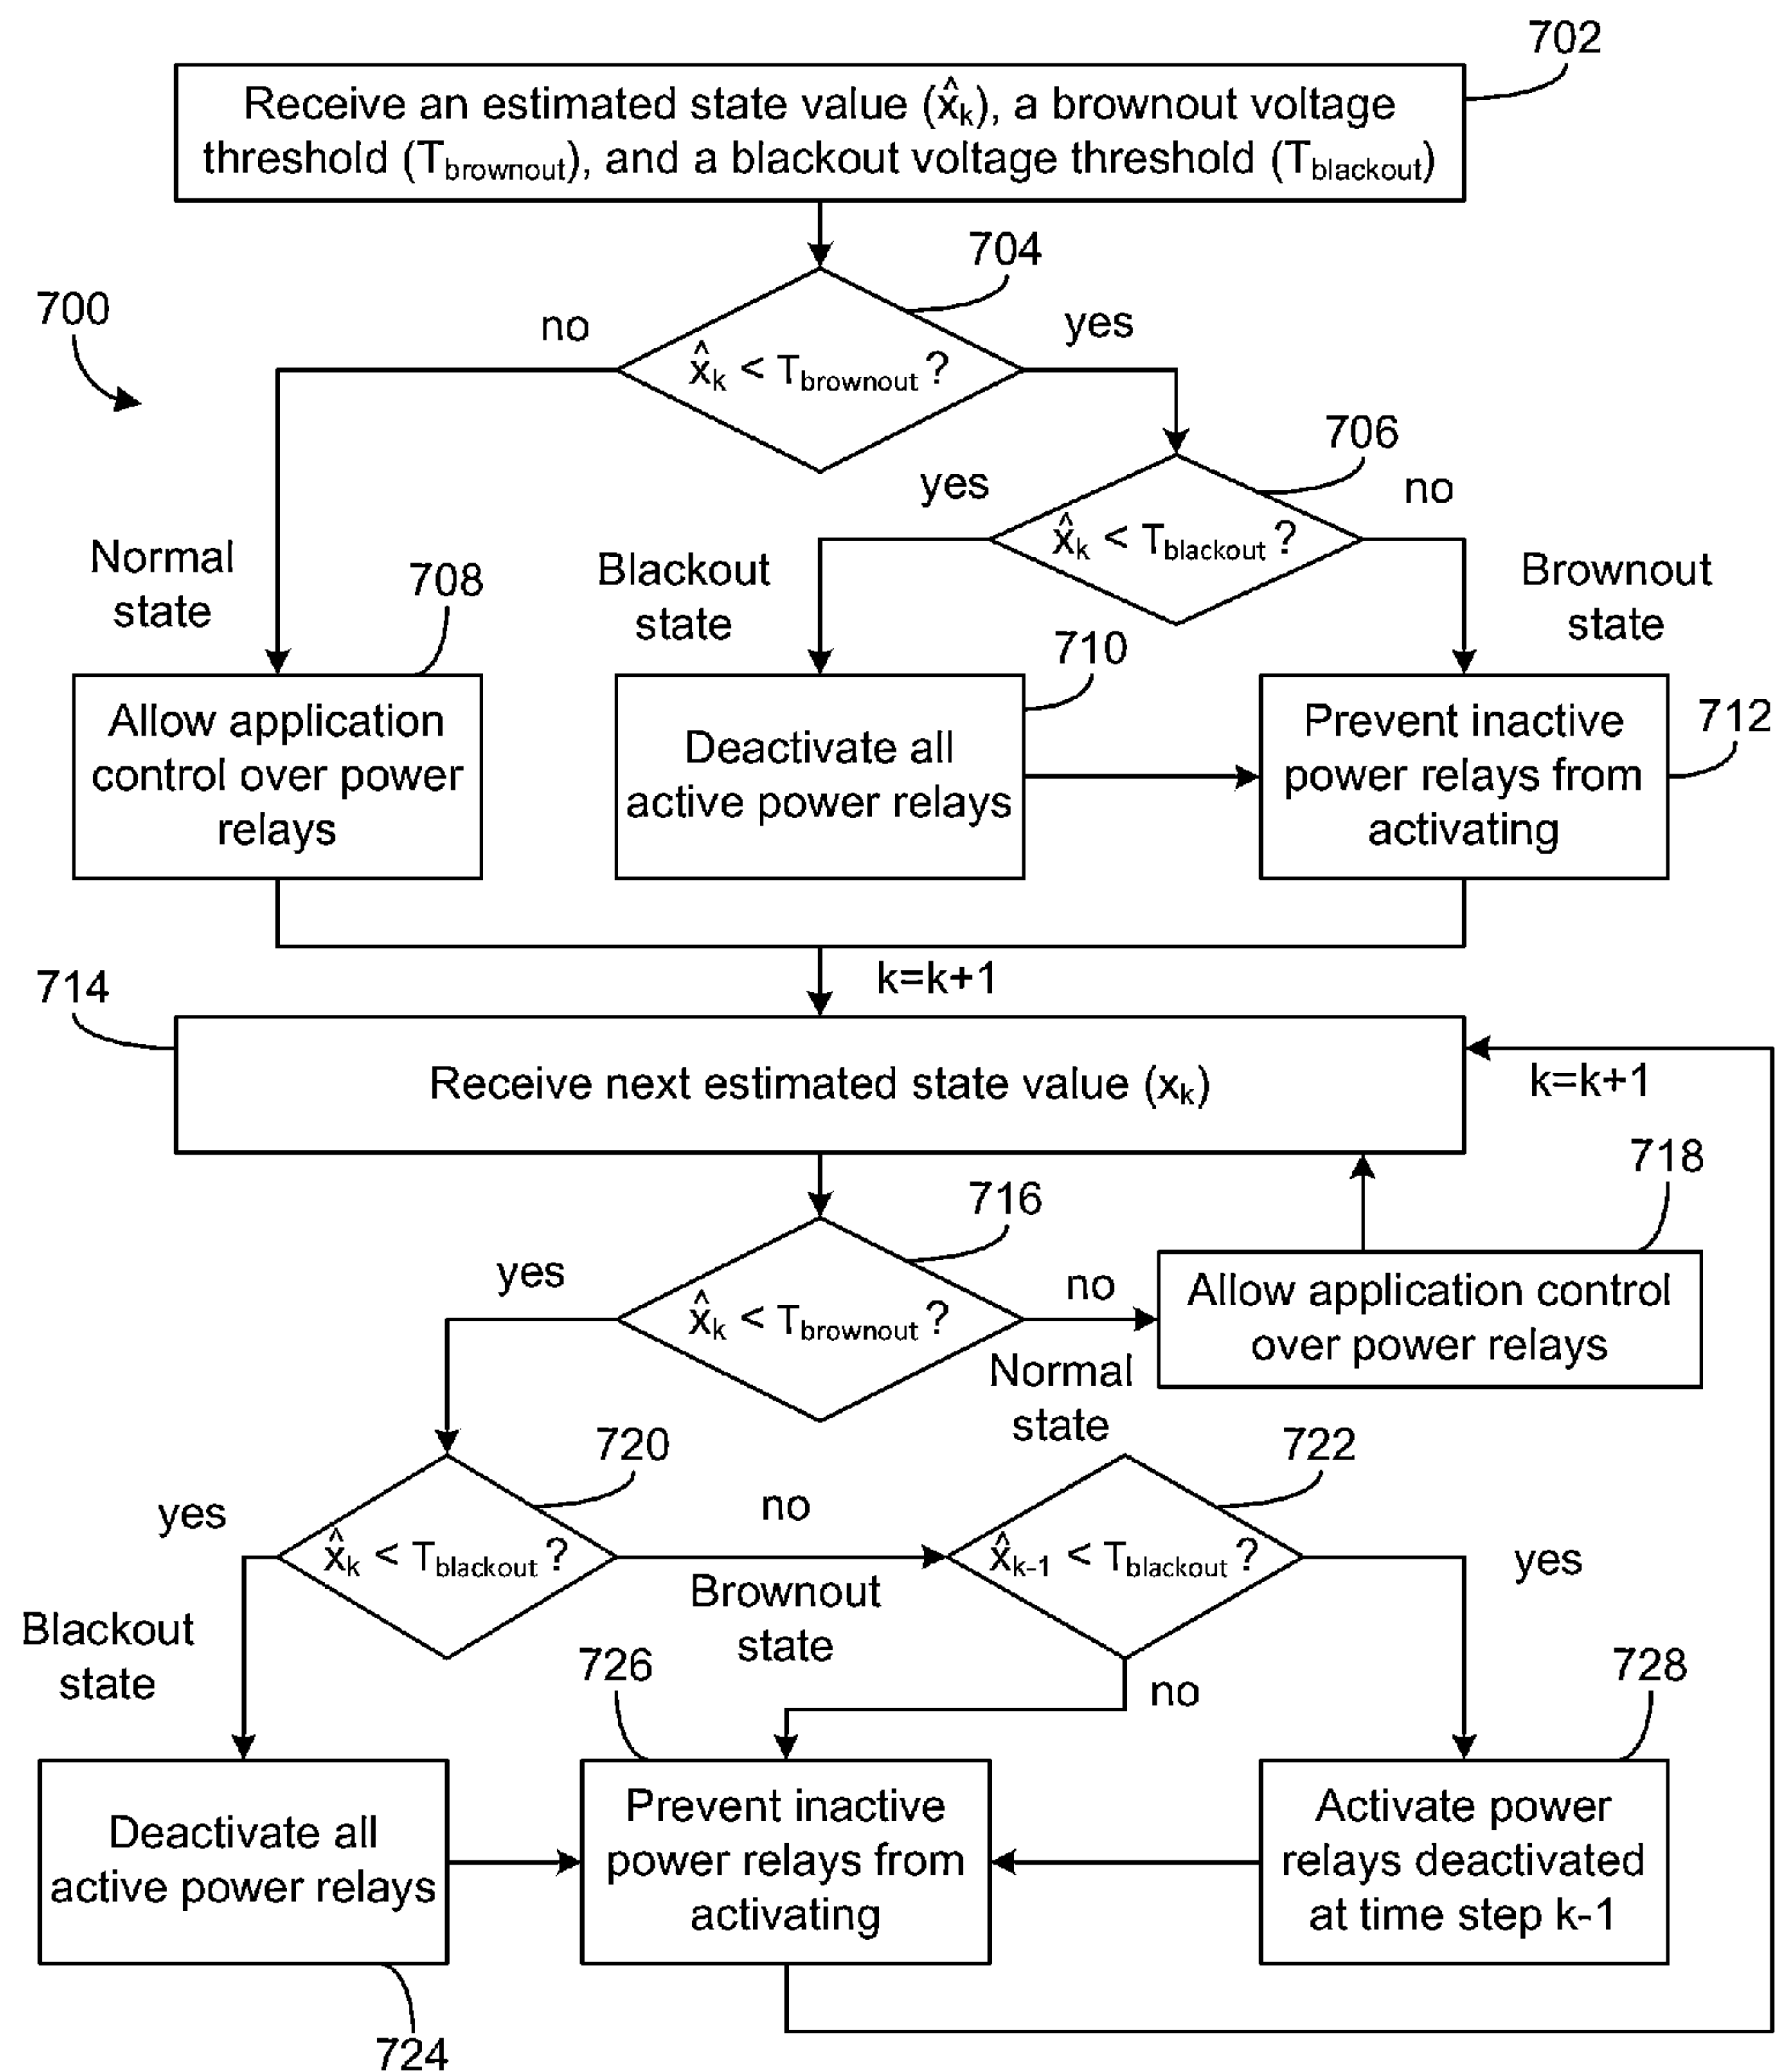 702
Receive an estimated state value (x̂k), a brownout voltage
threshold (Tbrownout), and a blackout voltage threshold (Tblackout)
704
700
no
yes
x̂k < Tbrownout ?
706
yes
no
x̂k < Tblackout ?
Normal
state
708
Blackout
state
Brownout
state
710
712
Allow application
control over power
relays
Deactivate all
active power relays
Prevent inactive
power relays from
activating
k=k+1
714
Receive next estimated state value (xk)
k=k+1
718
716
yes
no
x̂k < Tbrownout ?
Allow application control
over power relays
Normal
state
720
722
yes
no
x̂k < Tblackout ?
x̂k-1 < Tblackout ?
yes
Brownout
state
Blackout
state
726
no
728
Deactivate all
active power relays
Prevent inactive
power relays from
activating
Activate power
relays deactivated
at time step k-1
724